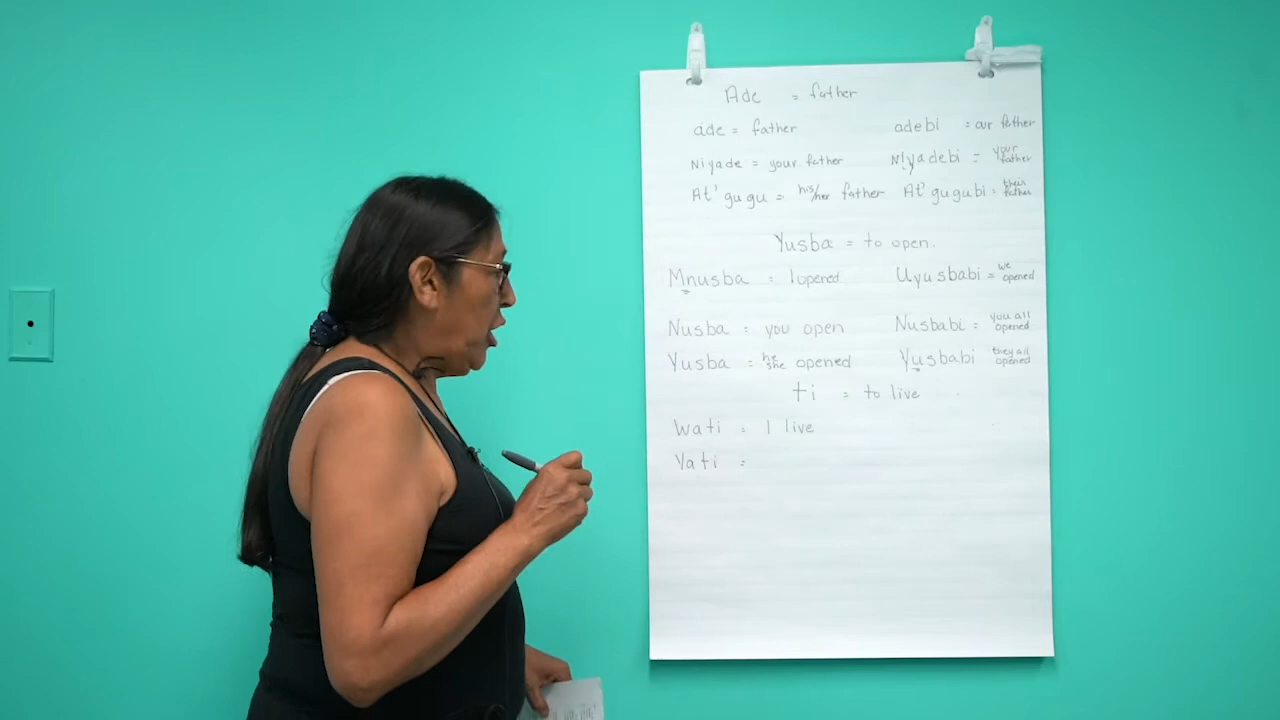 Ade = father
ade = father adebi = our father
Niyade = your father Niyadebi = your father
At' gugu = his/her father At' gugubi = their father
Yusba = to open.
Mnusba = I opened Uyusbabi = we opened
Nusba = you open Nusbabi = you all opened
Yusba = he she opened Yusbabi they all opened
ti = to live
Wati = I live
Yati =